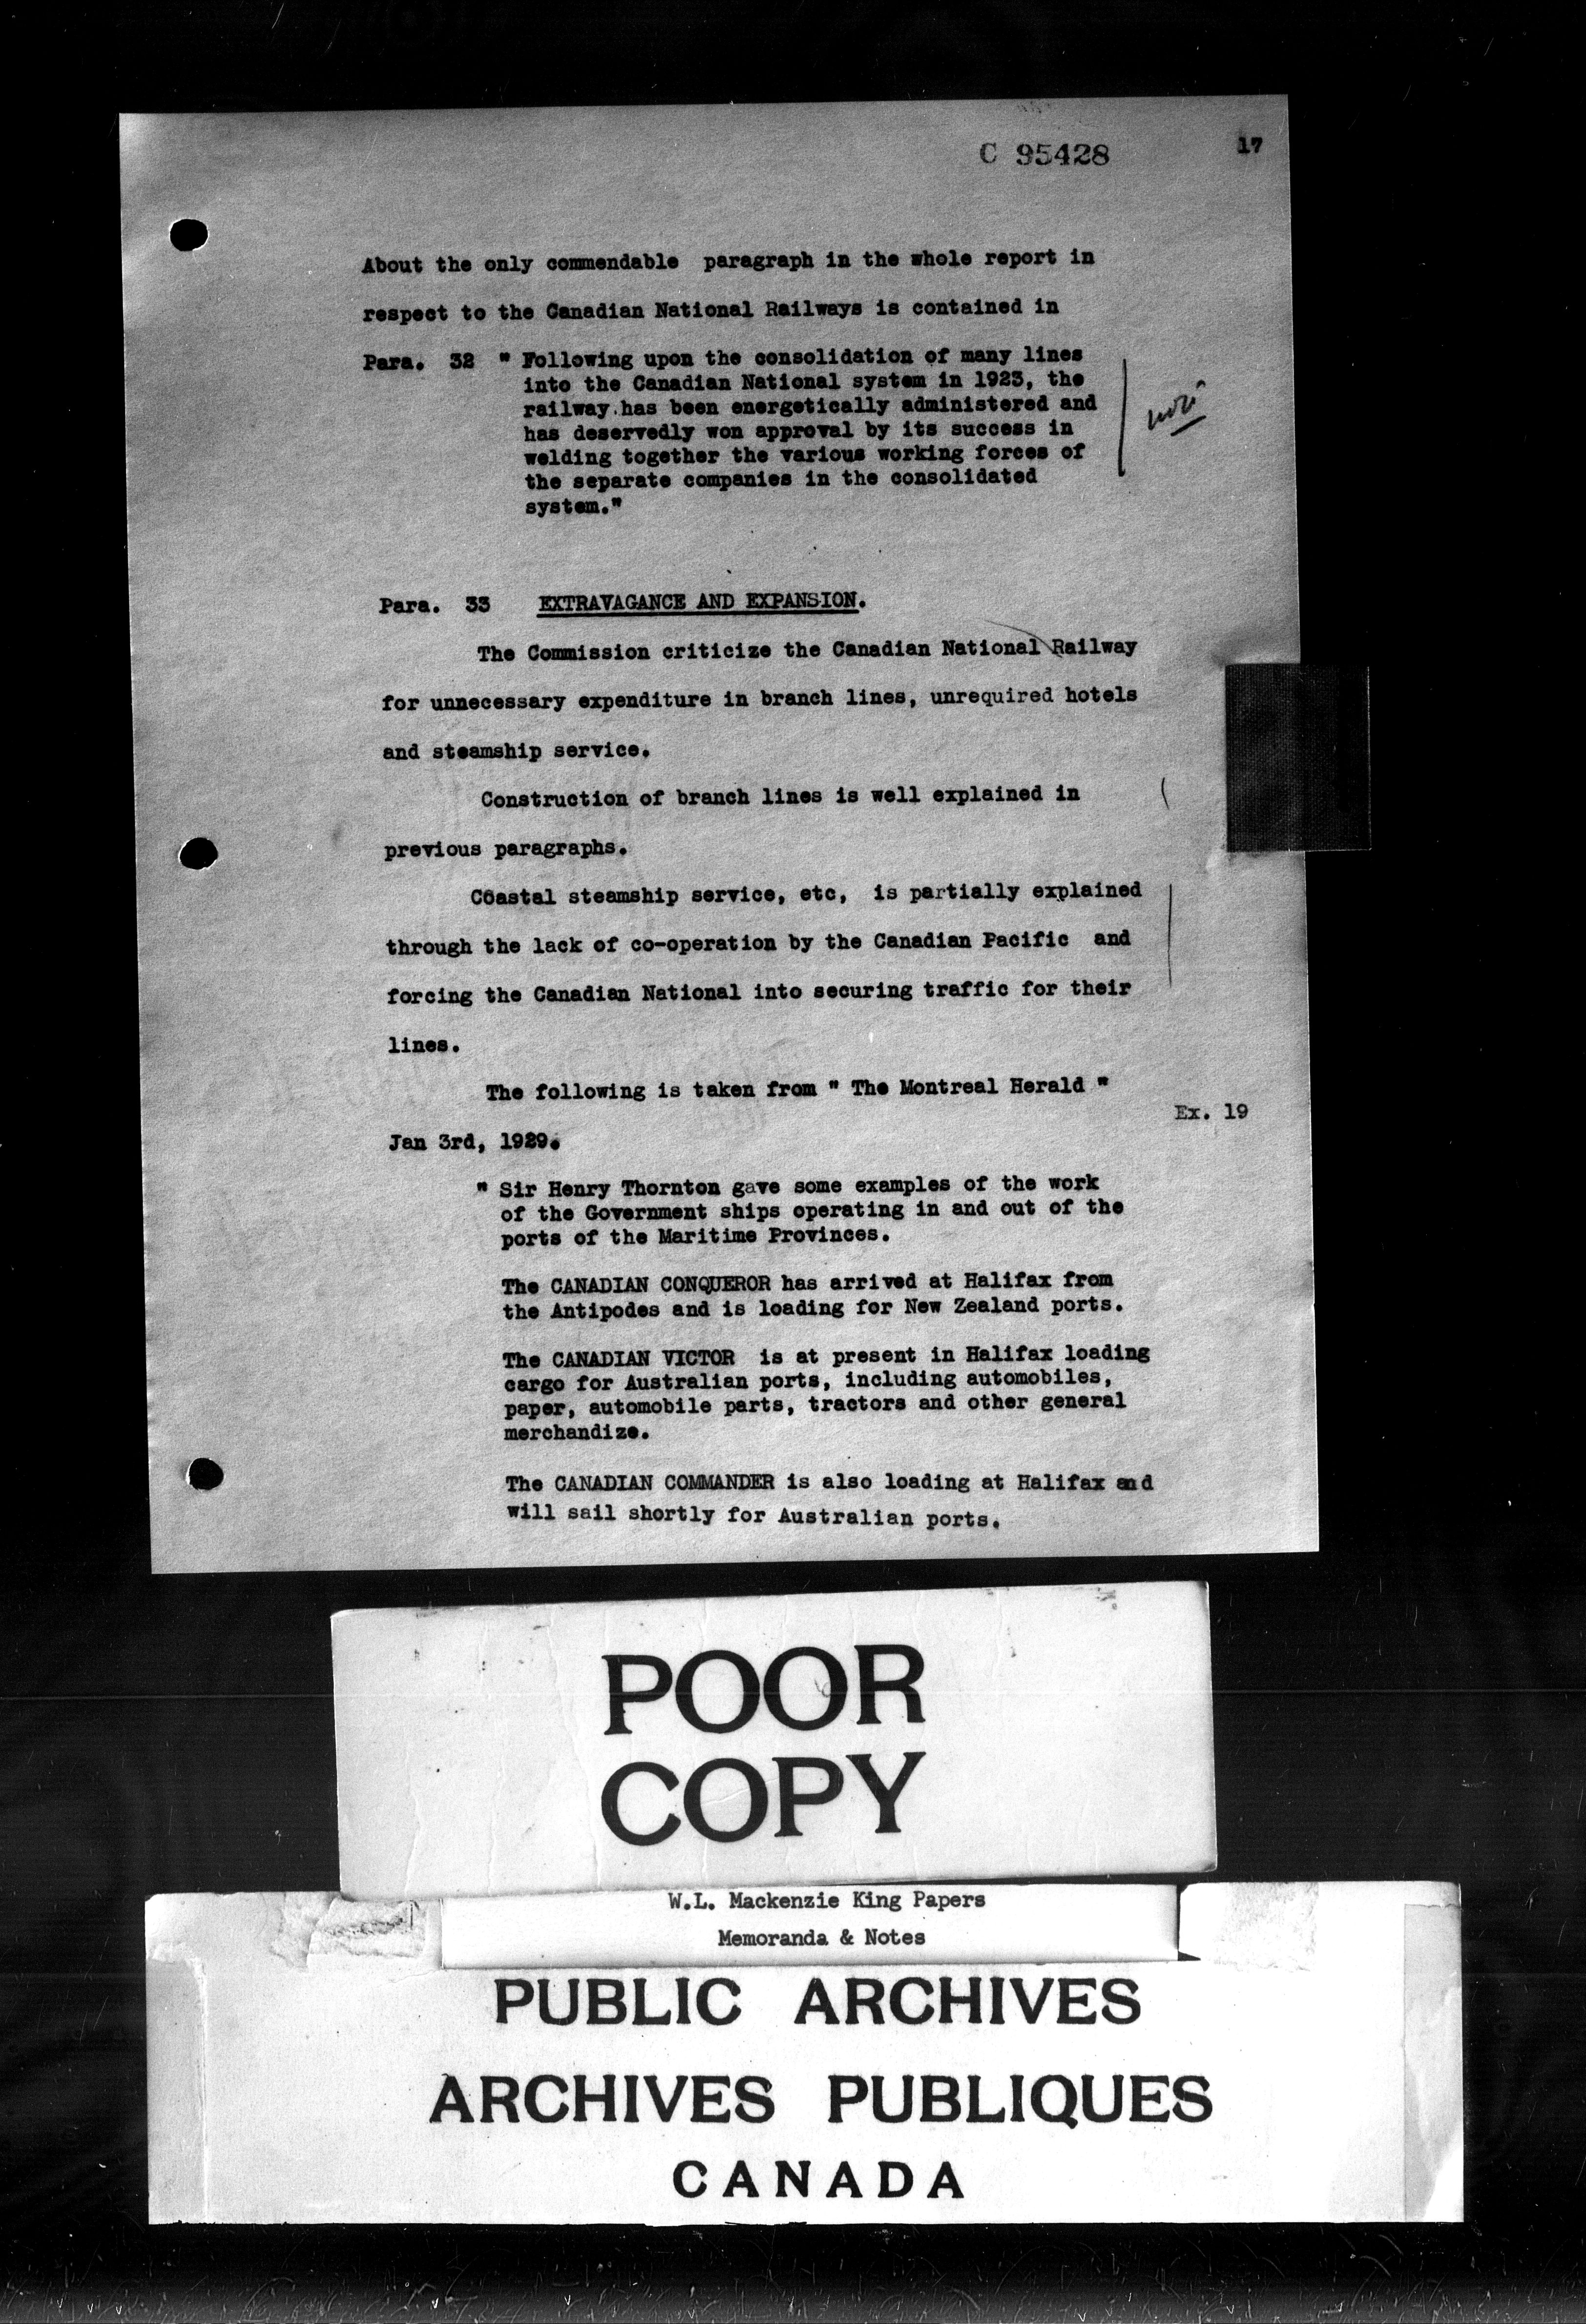 C 95428
17
About the only commendable paragraph in the whole report in
respect to the Canadian National Railways is contained in
Para. 32 " Following upon the consolidation of many lines
into the Canadian National system in 1923, the
railway has been energetically administered and
has deservedly won approval by its success in
welding together the various working forces of
the separate companies in the consolidated
system."
Para. 33 EXTRAVAGANCE AND EXPANSION.
The Commission criticize the Canadian National Railway
for unnecessary expenditure in branch lines, unrequired hotels
and steamship service.
Construction of branch lines is well explained in
previous paragraphs.
Coastal steamship service, etc, is partially explained
through the lack of co-operation by the Canadian Pacific and
forcing the Canadian National into securing traffic for their
lines.
The following is taken from " The Montreal Herald "
Ex. 19
Jan 3rd, 1929.
" Sir Henry Thornton gave some examples of the work
of the Government ships operating in and out of the
ports of the Maritime Provinces.
The CANADIAN CONQUEROR has arrived at Halifax from
the Antipodes and is loading for New Zealand ports.
The CANADIAN VICTOR is at present in Halifax loading
cargo for Australian ports, including automobiles,
paper, automobile parts, tractors and other general
merchandize.
The CANADIAN COMMANDER is also loading at Halifax and
will sail shortly for Australian ports.
POOR
COPY
W.L. Mackenzie King Papers
Memoranda & Notes
PUBLIC ARCHIVES
ARCHIVES PUBLIQUES
CANADA